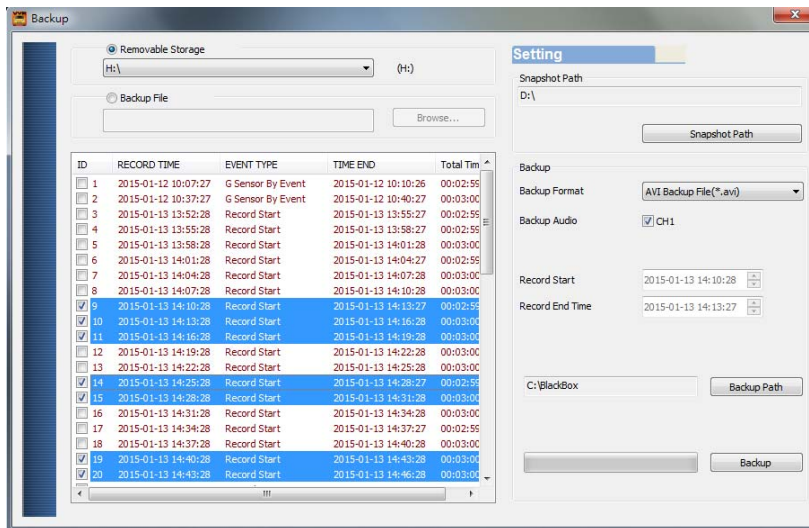 Backup
Removable Storage
H:\
(H:)
Backup File
Browse...
ID RECORD TIME EVENT TYPE TIME END Total Tim
1 2015-01-12 10:07:27 G Sensor By Event 2015-01-12 10:10:26 00:02:59
2 2015-01-12 10:37:27 G Sensor By Event 2015-01-12 10:40:27 00:03:00
3 2015-01-13 13:52:28 Record Start 2015-01-13 13:55:27 00:02:59
4 2015-01-13 13:55:28 Record Start 2015-01-13 13:58:27 00:02:59
5 2015-01-13 13:58:28 Record Start 2015-01-13 14:01:28 00:03:00
6 2015-01-13 14:01:28 Record Start 2015-01-13 14:04:27 00:02:59
7 2015-01-13 14:04:28 Record Start 2015-01-13 14:07:28 00:03:00
8 2015-01-13 14:07:28 Record Start 2015-01-13 14:10:28 00:03:00
9 2015-01-13 14:10:28 Record Start 2015-01-13 14:13:27 00:02:59
10 2015-01-13 14:13:28 Record Start 2015-01-13 14:16:28 00:03:00
11 2015-01-13 14:16:28 Record Start 2015-01-13 14:19:28 00:03:00
12 2015-01-13 14:19:28 Record Start 2015-01-13 14:22:28 00:03:00
13 2015-01-13 14:22:28 Record Start 2015-01-13 14:25:28 00:03:00
14 2015-01-13 14:25:28 Record Start 2015-01-13 14:28:27 00:02:59
15 2015-01-13 14:28:28 Record Start 2015-01-13 14:31:28 00:03:00
16 2015-01-13 14:31:28 Record Start 2015-01-13 14:34:28 00:03:00
17 2015-01-13 14:34:28 Record Start 2015-01-13 14:37:27 00:02:59
18 2015-01-13 14:37:28 Record Start 2015-01-13 14:40:28 00:03:00
19 2015-01-13 14:40:28 Record Start 2015-01-13 14:43:28 00:03:00
20 2015-01-13 14:43:28 Record Start 2015-01-13 14:46:28 00:03:00
Setting
Snapshot Path
D:\
Snapshot Path
Backup
Backup Format AVI Backup File(*.avi)
Backup Audio CH1
Record Start 2015-01-13 14:10:28
Record End Time 2015-01-13 14:13:27
C:\BlackBox Backup Path
Backup